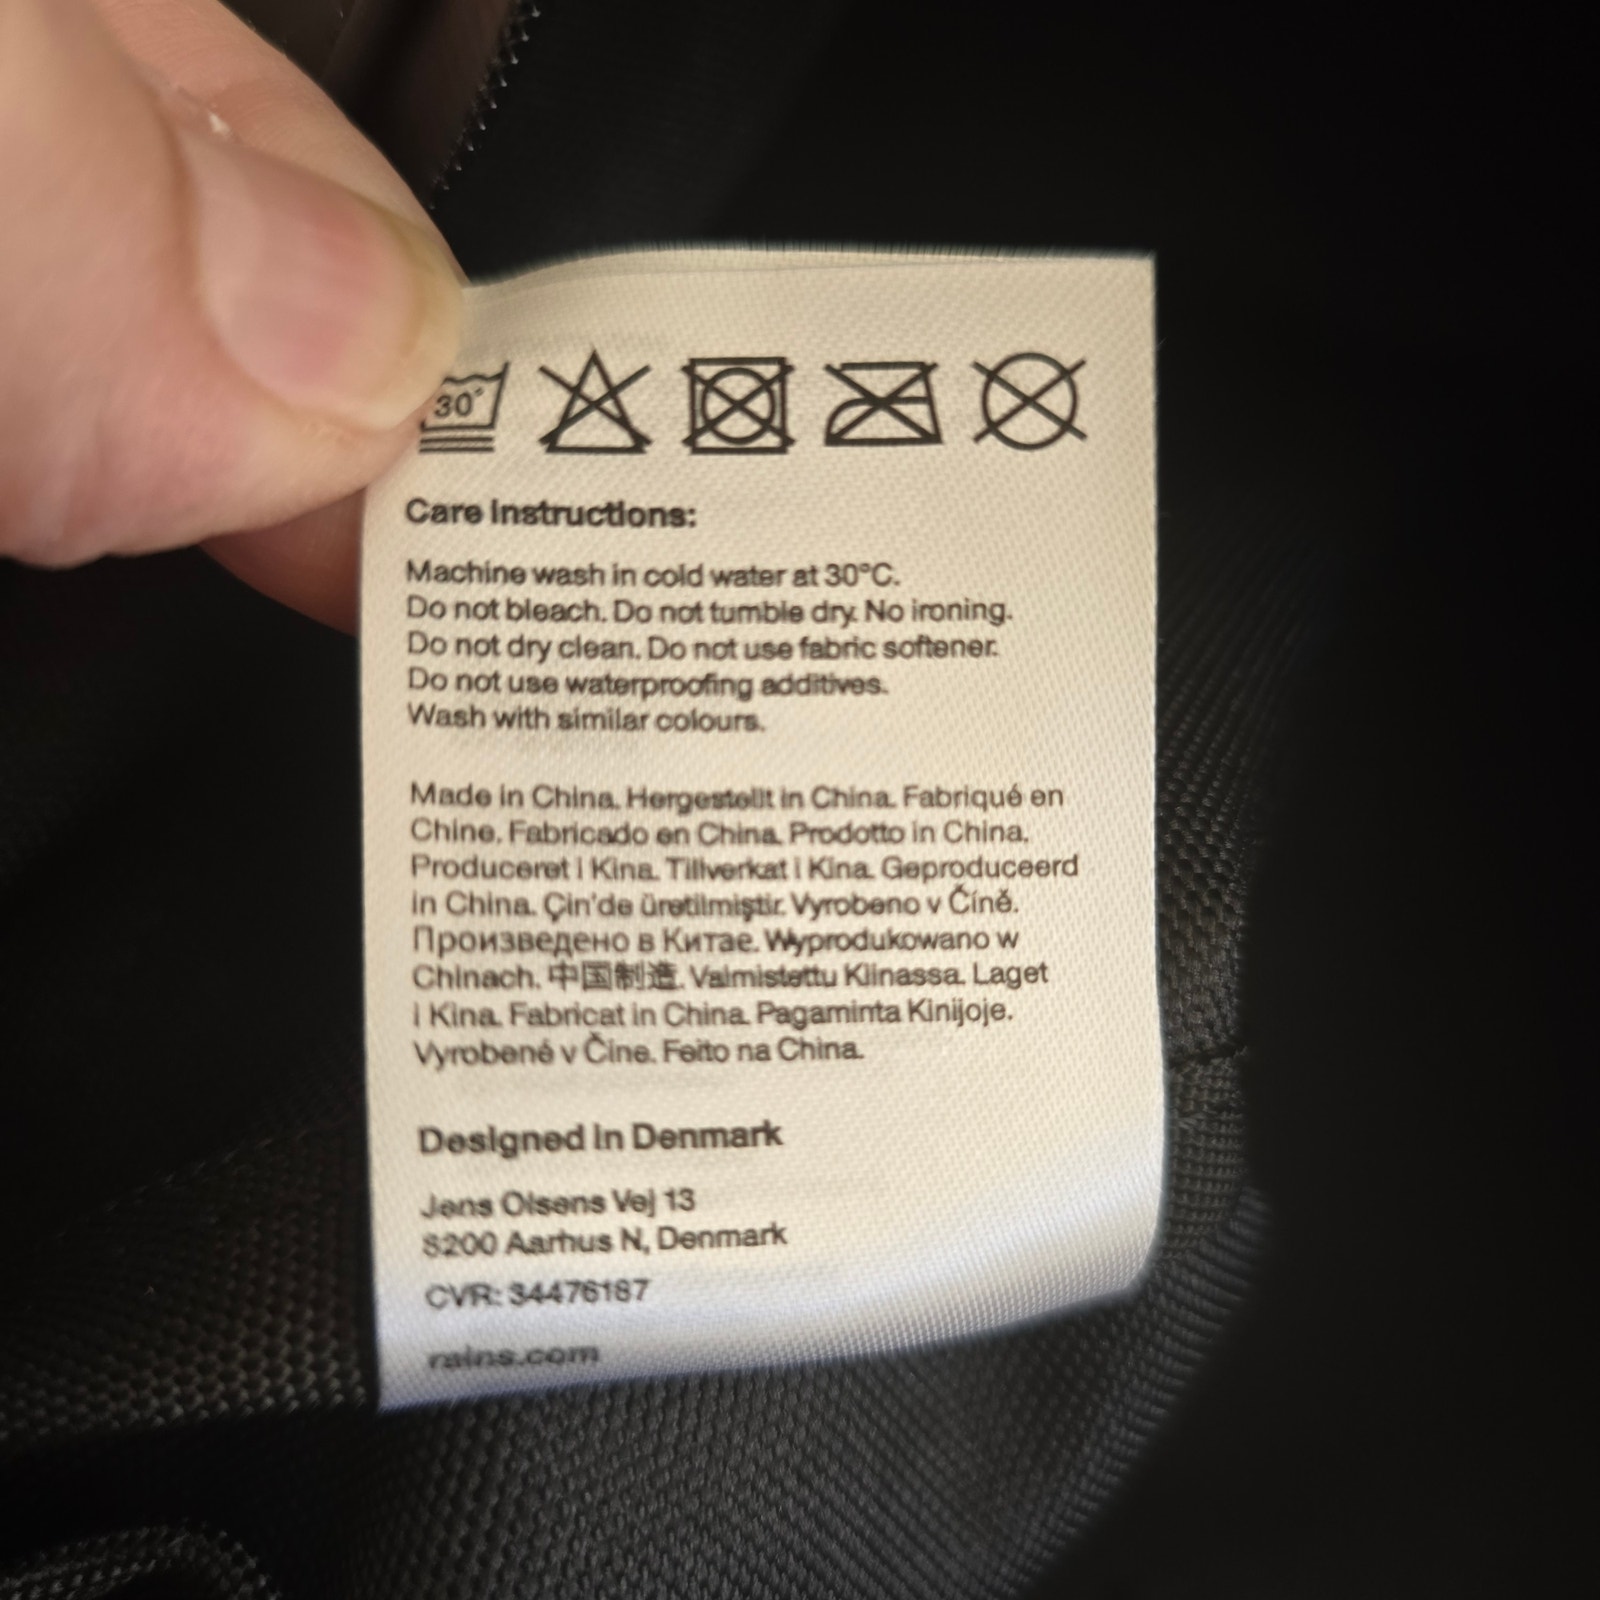 30°
Care Instructions:
Machine wash in cold water at 30°C.
Do not bleach. Do not tumble dry. No ironing.
Do not dry clean. Do not use fabric softener.
Do not use waterproofing additives.
Wash with similar colours.
Made in China. Hergestellt in China. Fabriqué en
Chine. Fabricado en China. Prodotto in China.
Produceret i Kina. Tillverkat i Kina. Geproduceerd
in China. Çin'de üretilmiştir. Vyrobeno v Číně.
Произведено в Китае. Wyprodukowano w
Chinach. 中国制造. Valmistettu Kiinassa. Laget
i Kina. Fabricat in China. Pagaminta Kinijoje.
Vyrobené v Číne. Feito na China.
Designed in Denmark
Jens Olsens Vej 13
8200 Aarhus N, Denmark
CVR: 34476187
rains.com